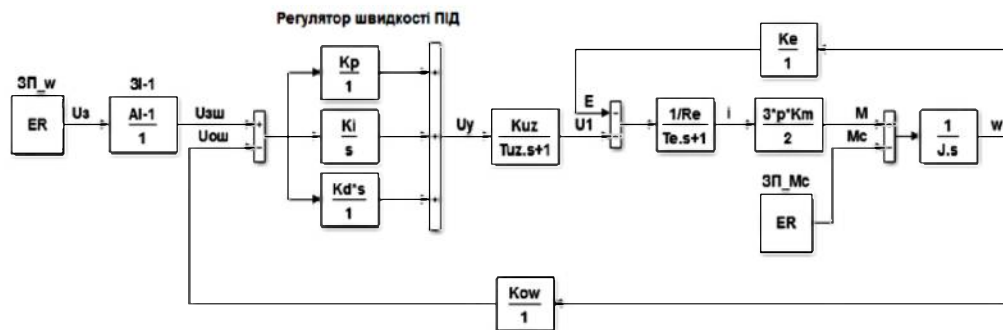 Регулятор швидкості ПІД
ЗП_w
ER
Uз
ЗІ-1
AI-1
1
Uзш
Uош
+
-
Kp
1
Ki
s
Kd*s
1
+
+
+
Uy
Kuz
Tuz.s+1
E
U1
-
1/Re
Te.s+1
i
3*p*Km
2
M
Mc
-
ЗП_Mc
ER
1
J.s
w
Ke
1
Kow
1